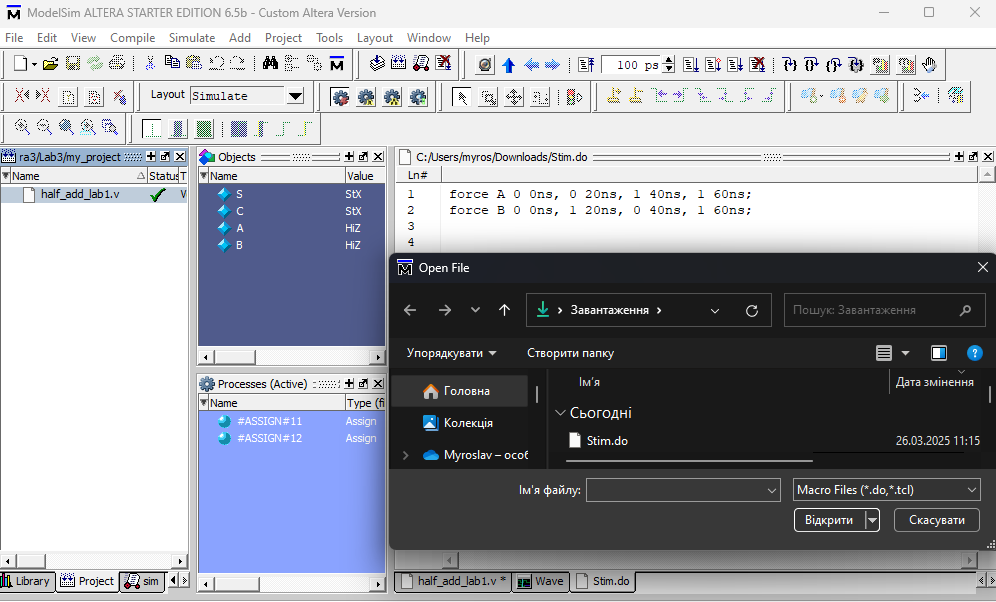 ModelSim ALTERA STARTER EDITION 6.5b - Custom Altera Version
File Edit View Compile Simulate Add Project Tools Layout Window Help
100 ps
Layout Simulate
ra3/Lab3/my_project
Name Status T
half_add_lab1.v
Objects
Name Value
S StX
C StX
A HiZ
B HiZ
Processes (Active)
Name Type (fi
#ASSIGN#11 Assign
#ASSIGN#12 Assign
C:/Users/myros/Downloads/Stim.do
Ln#
1 force A 0 0ns, 0 20ns, 1 40ns, 1 60ns;
2 force B 0 0ns, 1 20ns, 0 40ns, 1 60ns;
3
4
Open File
Завантаження
Пошук: Завантаження
Упорядкувати Створити папку
Головна
Колекція
Myroslav – особ
Ім'я Дата змінення
Сьогодні
Stim.do 26.03.2025 11:15
Ім'я файлу: Macro Files (*.do,*.tcl)
Відкрити Скасувати
Library Project sim
half_add_lab1.v * Wave Stim.do